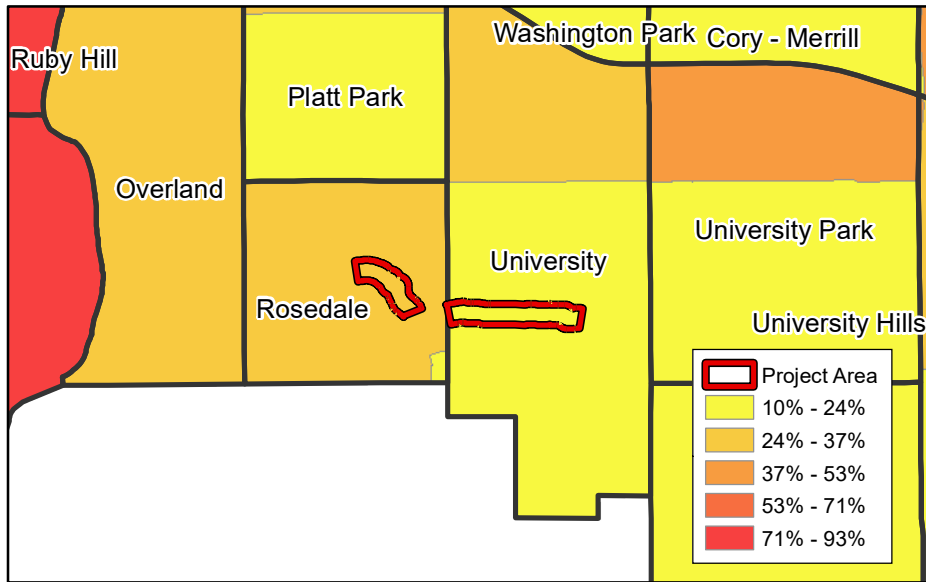 Washington Park
Cory - Merrill
Ruby Hill
Platt Park
Overland
University Park
University
Rosedale
University Hills
Project Area
10% - 24%
24% - 37%
37% - 53%
53% - 71%
71% - 93%